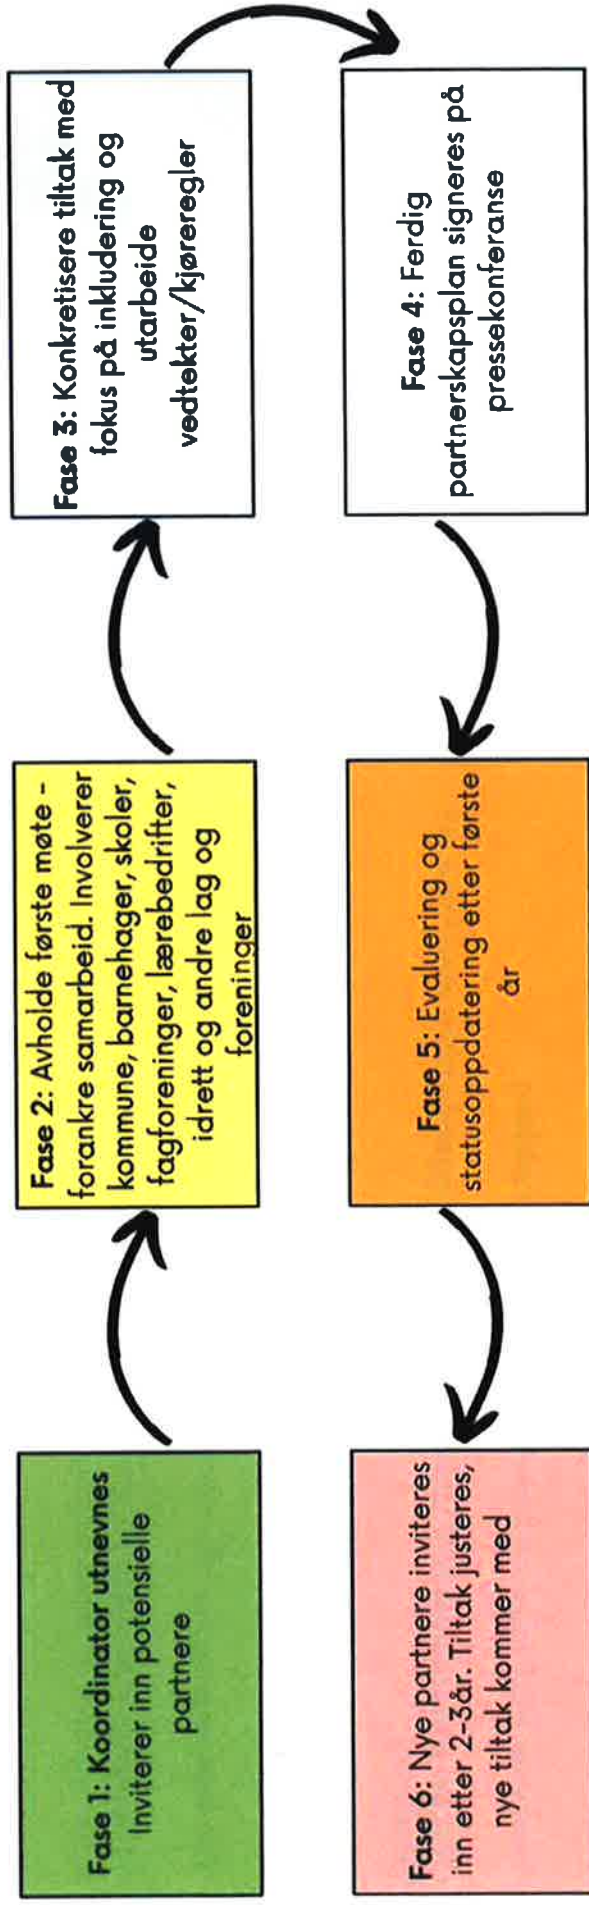 Fase 1: Koordinator utnevnes
Inviterer inn potensielle
partnere
Fase 2: Avholde første møte -
forankre samarbeid. Involverer
kommune, barnehager, skoler,
fagforeninger, lærebedrifter,
idrett og andre lag og
foreninger
Fase 3: Konkretisere tiltak med
fokus på inkludering og
utarbeide
vedtekter/kjøreregler
Fase 4: Ferdig
partnerskapsplan signeres på
pressekonferanse
Fase 5: Evaluering og
statusoppdatering etter første
år
Fase 6: Nye partnere inviteres
inn etter 2-3år. Tiltak justeres,
nye tiltak kommer med